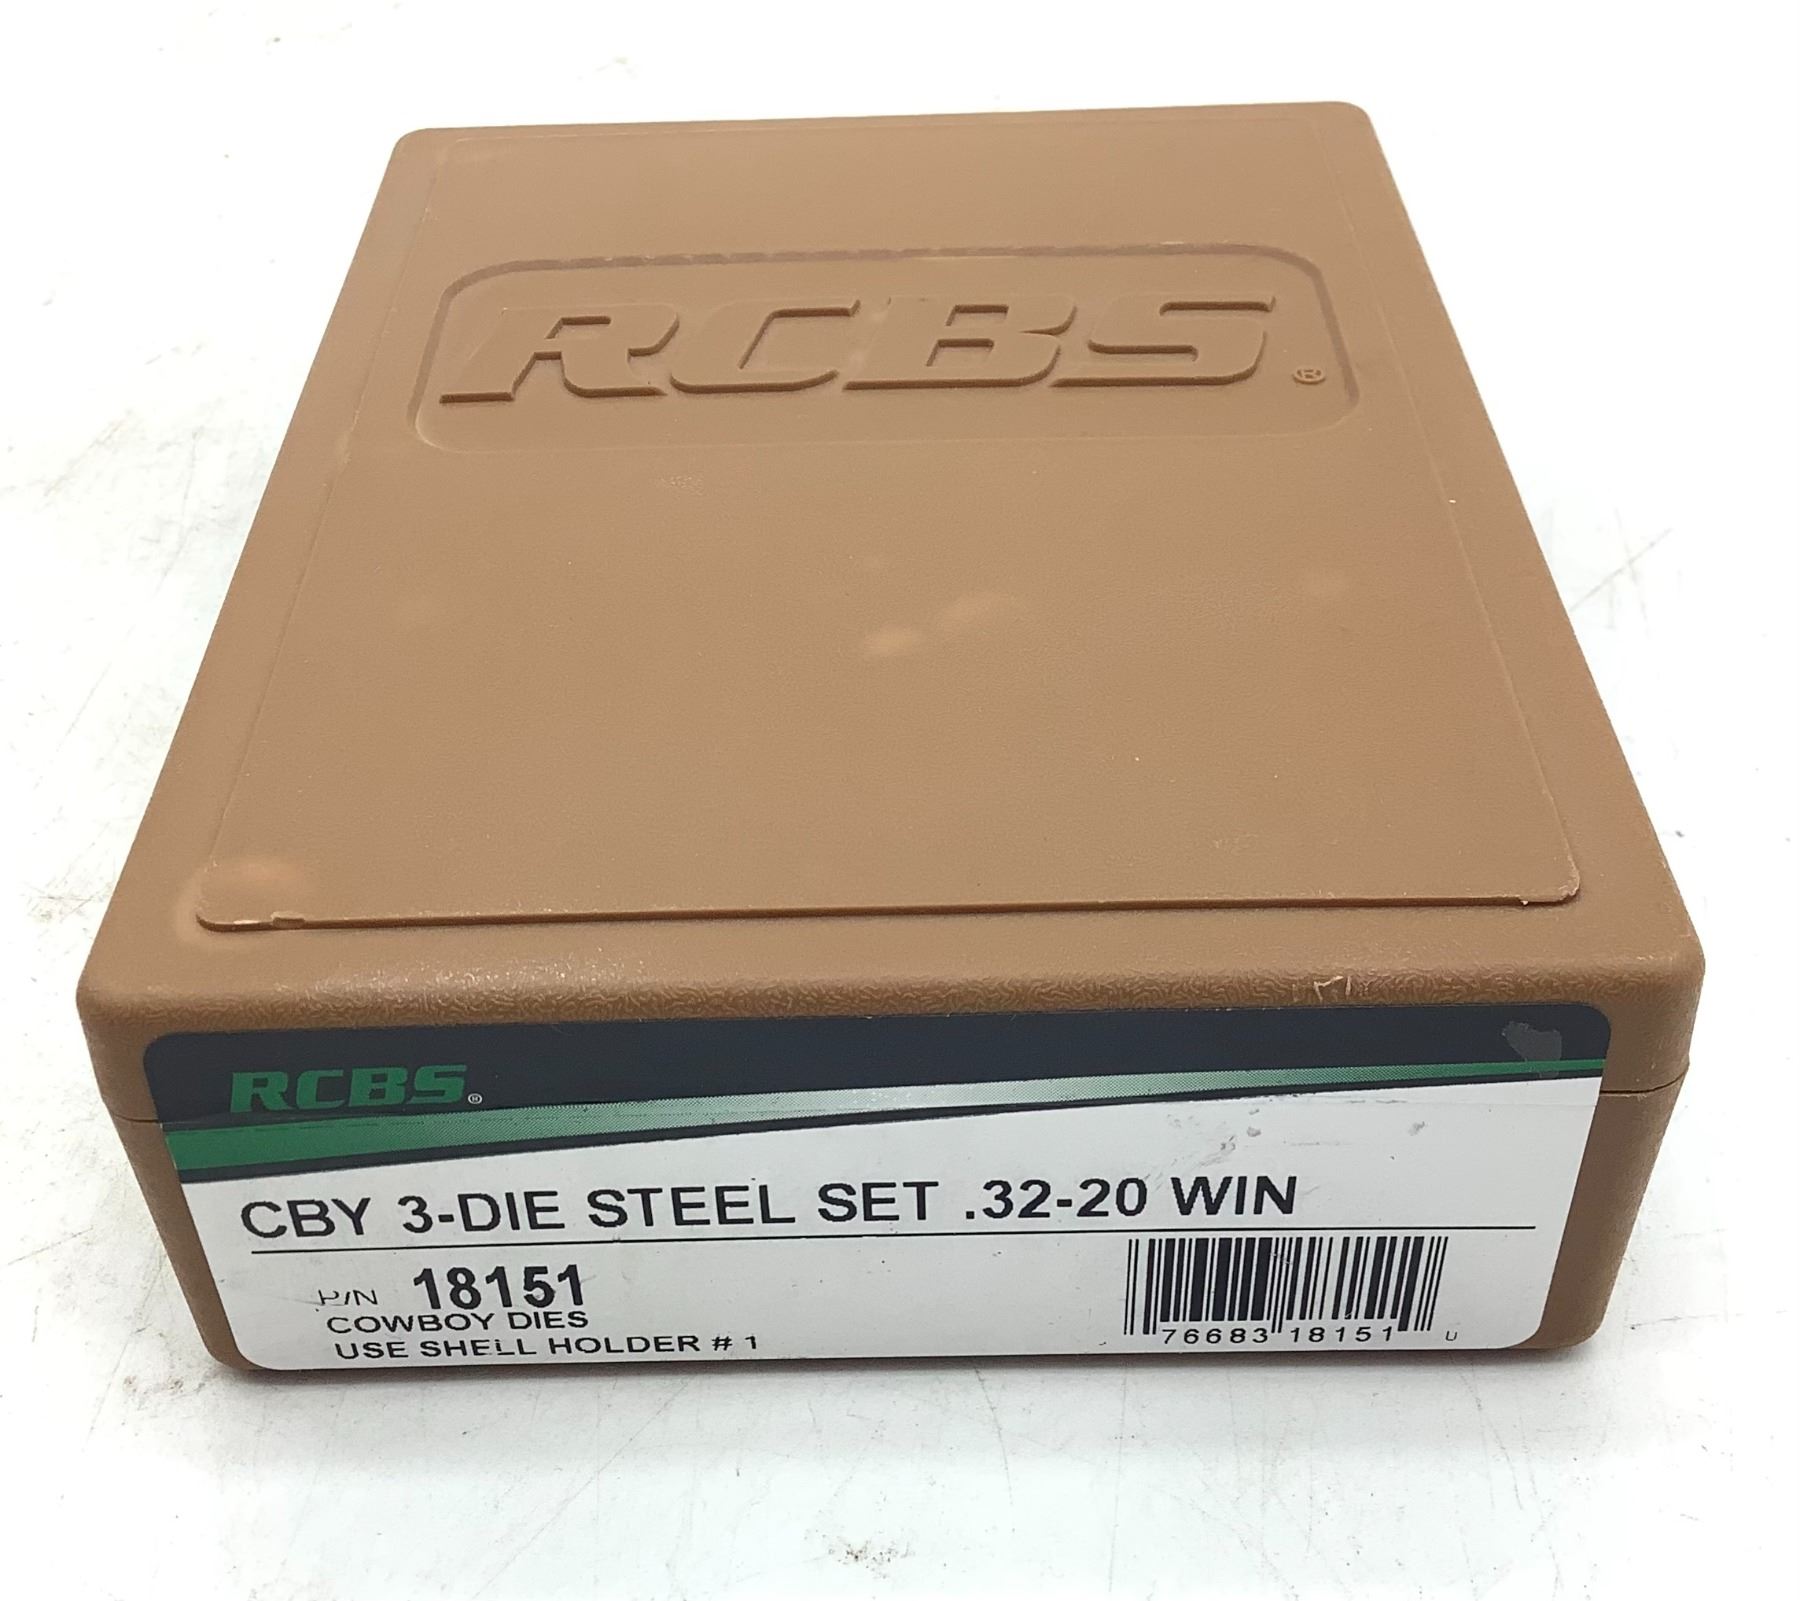 RCBS®
RCBS®
CBY 3-DIE STEEL SET .32-20 WIN
P/N 18151
COWBOY DIES
USE SHELL HOLDER # 1
76683 18151
U